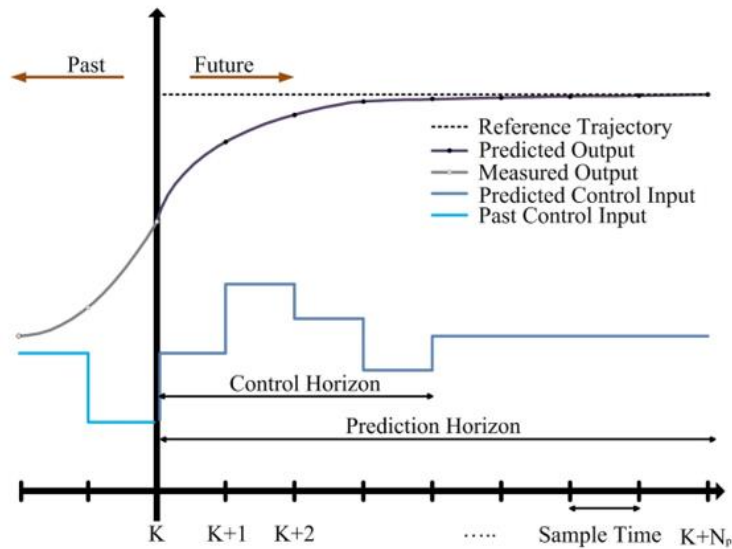 Past
Future
Reference Trajectory
Predicted Output
Measured Output
Predicted Control Input
Past Control Input
Control Horizon
Prediction Horizon
K K+1 K+2 ..... Sample Time K+Nₚ